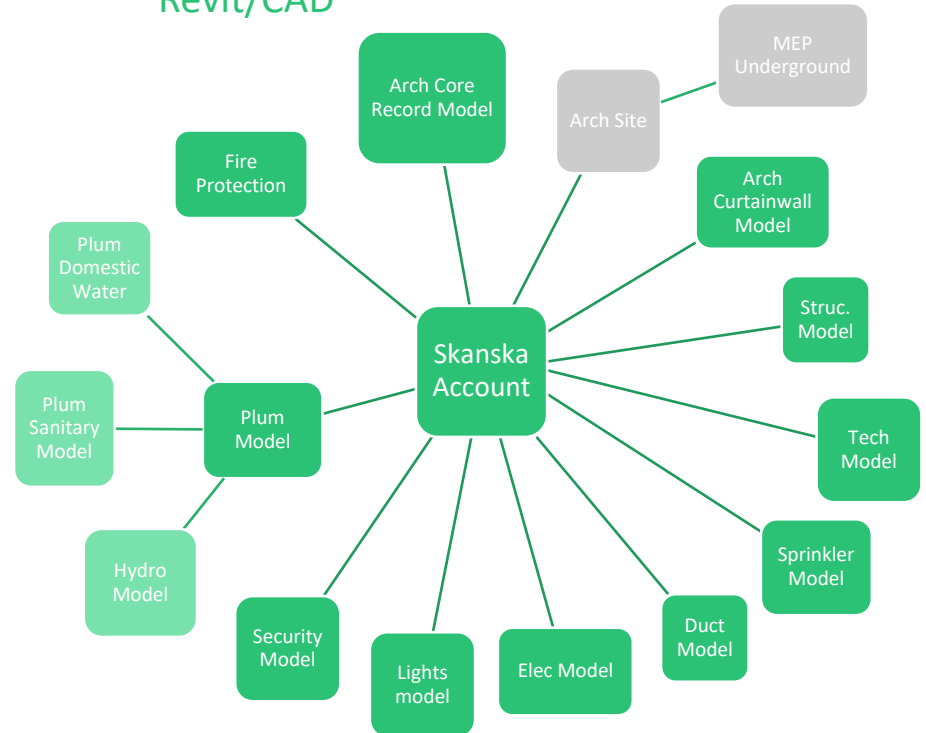 Revit/CAD
MEP
Underground
Arch Core
Record Model
Arch Site
Fire
Protection
Arch
Curtainwall
Model
Plum
Domestic
Water
Struc.
Model
Skanska
Account
Plum
Sanitary
Model
Plum
Model
Tech
Model
Sprinkler
Model
Hydro
Model
Security
Model
Lights
model
Elec Model
Duct
Model